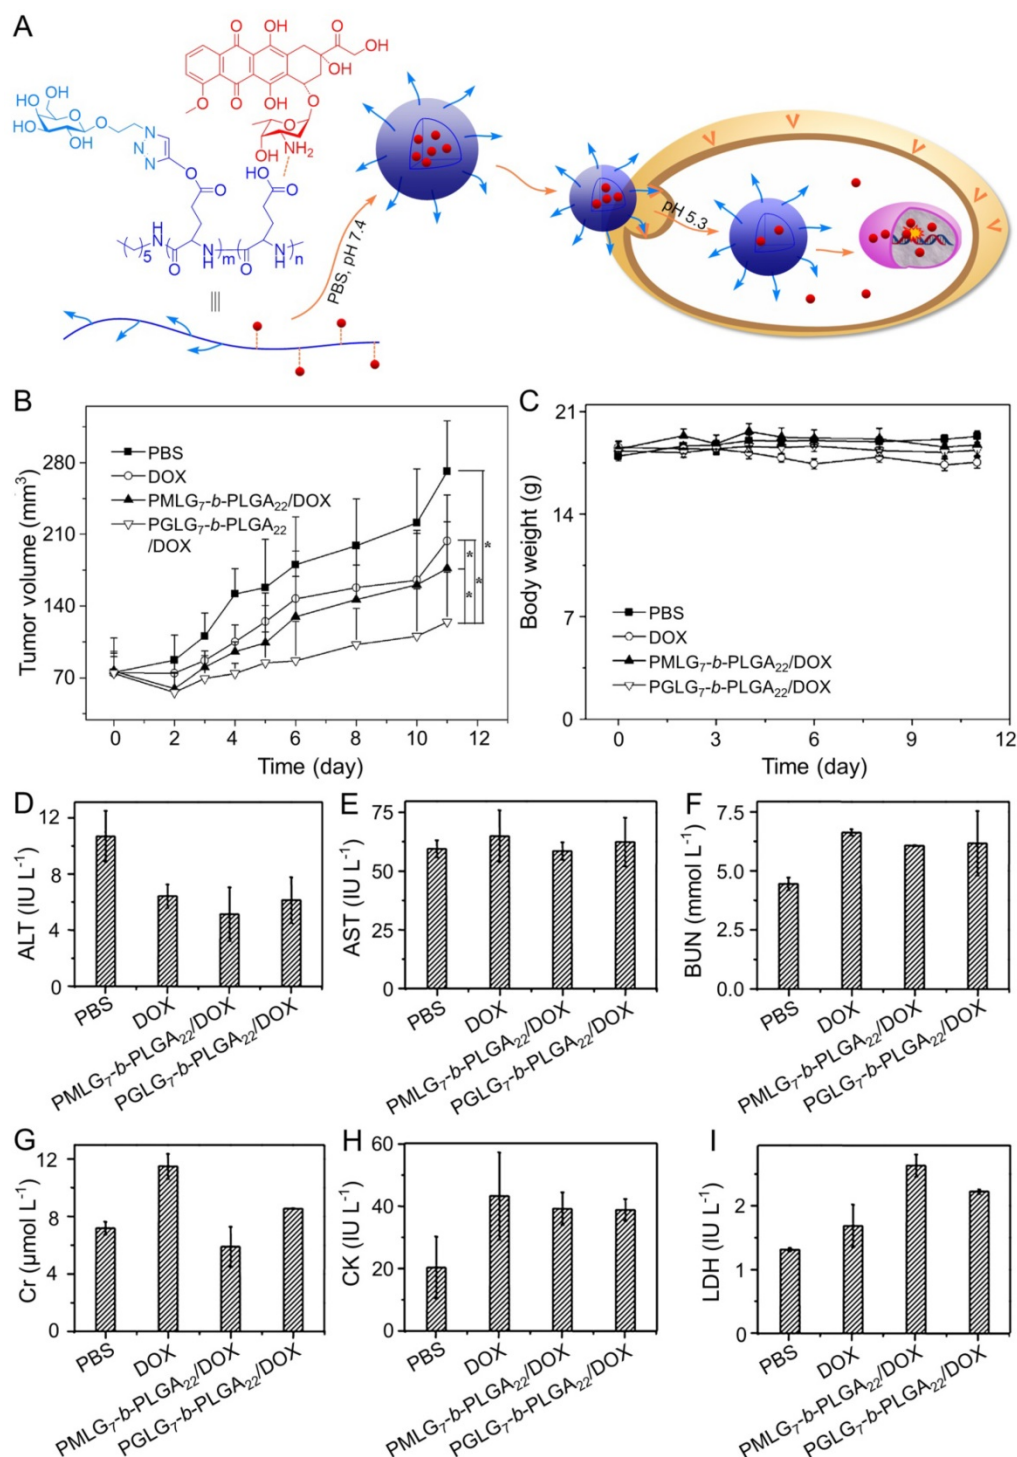 A
O OH O
OH
OH
O O OH O
OH
O
NH₂
OH
OH OH
HO
HO
OH
O
O
N
N=N
O
O
HO
O
5
N
H
O
H
N
m
O
N
H
n
PBS, pH 7.4
pH 5.3
B
Tumor volume (mm³)
280
210
140
70
PBS
DOX
PMLG₇-b-PLGA₂₂/DOX
PGLG₇-b-PLGA₂₂
/DOX
*
*
*
*
0 2 4 6 8 10 12
Time (day)
C
Body weight (g)
21
14
7
0
PBS
DOX
PMLG₇-b-PLGA₂₂/DOX
PGLG₇-b-PLGA₂₂/DOX
0 3 6 9 12
Time (day)
D
ALT (IU L⁻¹)
12
8
4
0
PBS
DOX
PMLG₇-b-PLGA₂₂/DOX
PGLG₇-b-PLGA₂₂/DOX
E
AST (IU L⁻¹)
75
50
25
0
PBS
DOX
PMLG₇-b-PLGA₂₂/DOX
PGLG₇-b-PLGA₂₂/DOX
F
BUN (mmol L⁻¹)
7.5
5.0
2.5
0.0
PBS
DOX
PMLG₇-b-PLGA₂₂/DOX
PGLG₇-b-PLGA₂₂/DOX
G
Cr (μmol L⁻¹)
12
8
4
0
PBS
DOX
PMLG₇-b-PLGA₂₂/DOX
PGLG₇-b-PLGA₂₂/DOX
H
CK (IU L⁻¹)
60
40
20
0
PBS
DOX
PMLG₇-b-PLGA₂₂/DOX
PGLG₇-b-PLGA₂₂/DOX
I
LDH (IU L⁻¹)
2
1
0
PBS
DOX
PMLG₇-b-PLGA₂₂/DOX
PGLG₇-b-PLGA₂₂/DOX